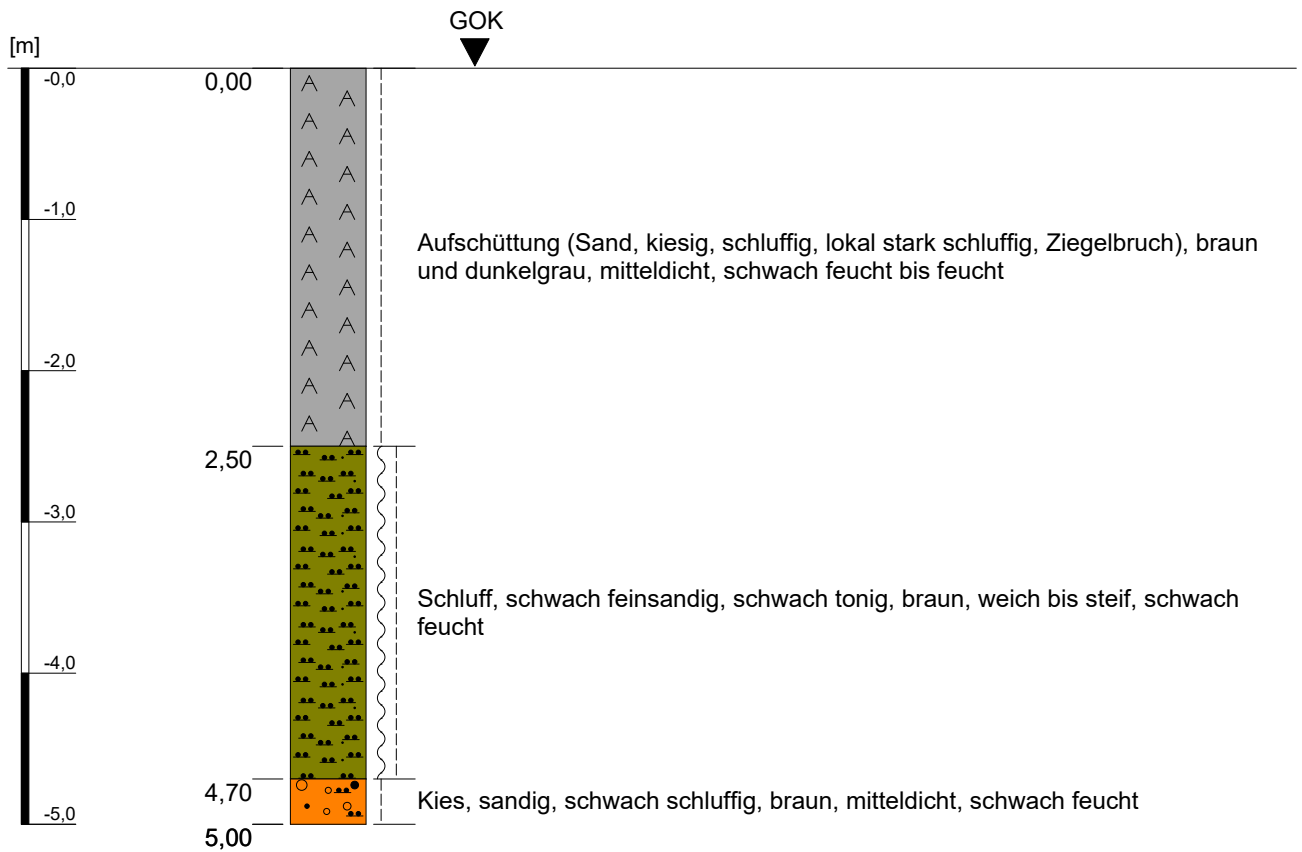 GOK
[m]
-0,0
0,00
-1,0
Aufschüttung (Sand, kiesig, schluffig, lokal stark schluffig, Ziegelbruch), braun
und dunkelgrau, mitteldicht, schwach feucht bis feucht
-2,0
2,50
-3,0
Schluff, schwach feinsandig, schwach tonig, braun, weich bis steif, schwach
feucht
-4,0
4,70
Kies, sandig, schwach schluffig, braun, mitteldicht, schwach feucht
-5,0
5,00